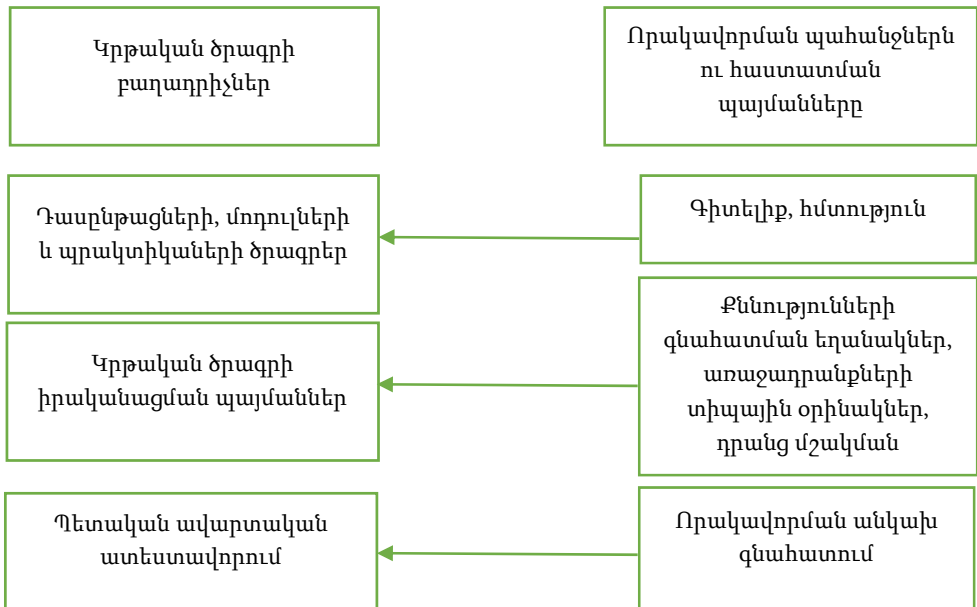 Կրթական ծրագրի
բաղադրիչներ
Որակավորման պահանջներն
ու հաստատման
պայմանները
Դասընթացների, մոդուլների
և պրակտիկաների ծրագրեր
Գիտելիք, հմտություն
Կրթական ծրագրի
իրականացման պայմաններ
Քննությունների
գնահատման եղանակներ,
առաջադրանքների
տիպային օրինակներ,
դրանց մշակման
Պետական ավարտական
ատեստավորում
Որակավորման անկախ
գնահատում